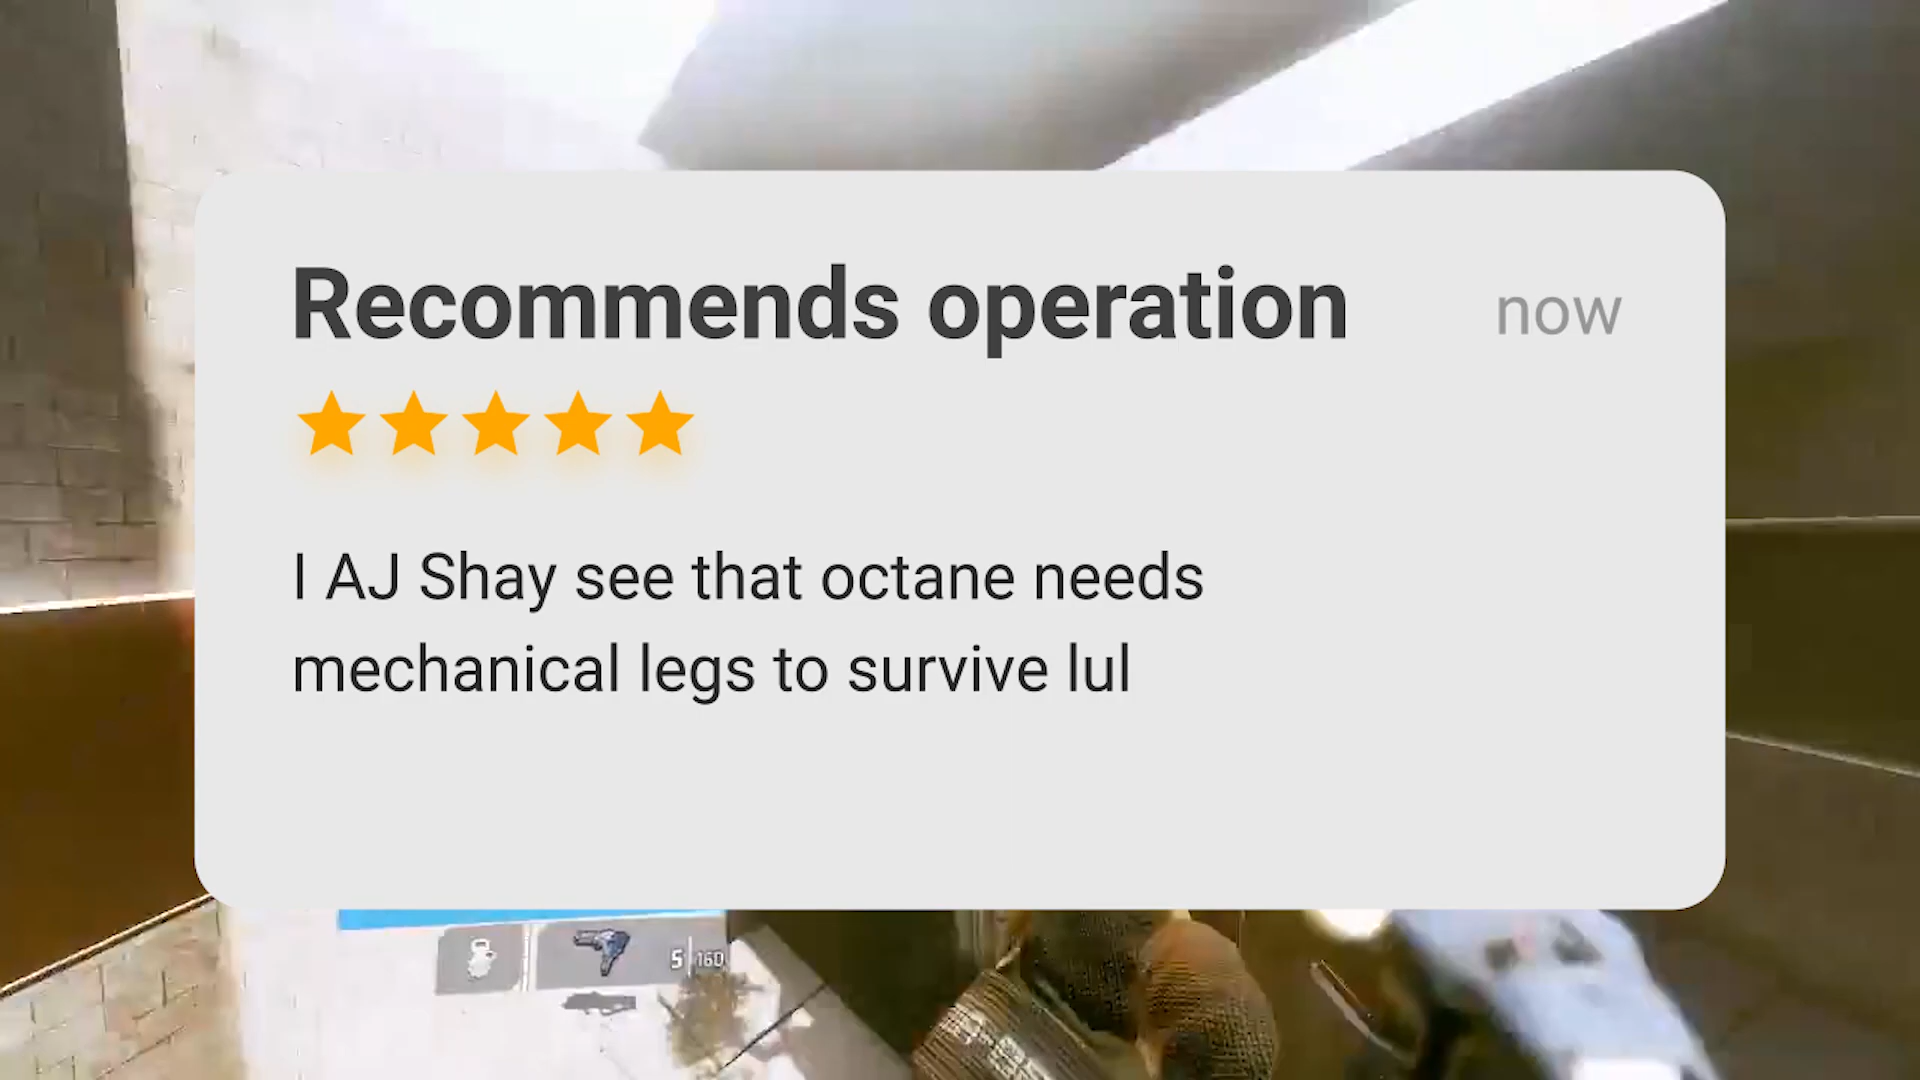 Recommends operation now
I AJ Shay see that octane needs
mechanical legs to survive lul
5 160